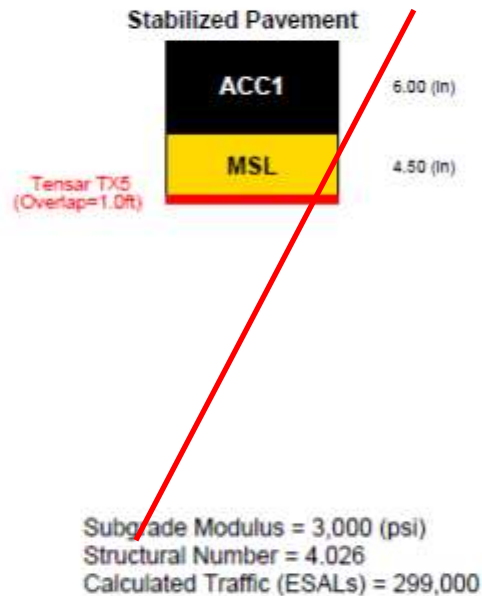 Stabilized Pavement
ACC1
6.00 (in)
MSL
4.50 (in)
Tensar TX5
(Overlap=1.0ft)
Subgrade Modulus = 3,000 (psi)
Structural Number = 4.026
Calculated Traffic (ESALs) = 299,000